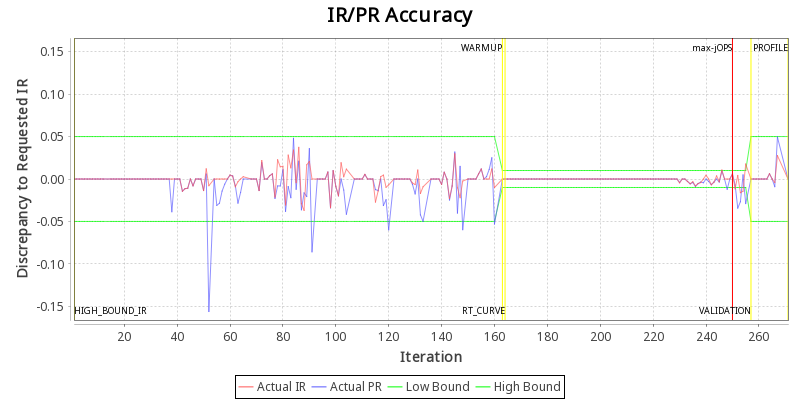 IR/PR Accuracy
Discrepancy to Requested IR
0.15
0.10
0.05
0.00
-0.05
-0.10
-0.15
WARMUP
max-jOPS
PROFILE
HIGH_BOUND_IR
RT_CURVE
VALIDATION
20 40 60 80 100 120 140 160 180 200 220 240 260
Iteration
Actual IR Actual PR Low Bound High Bound